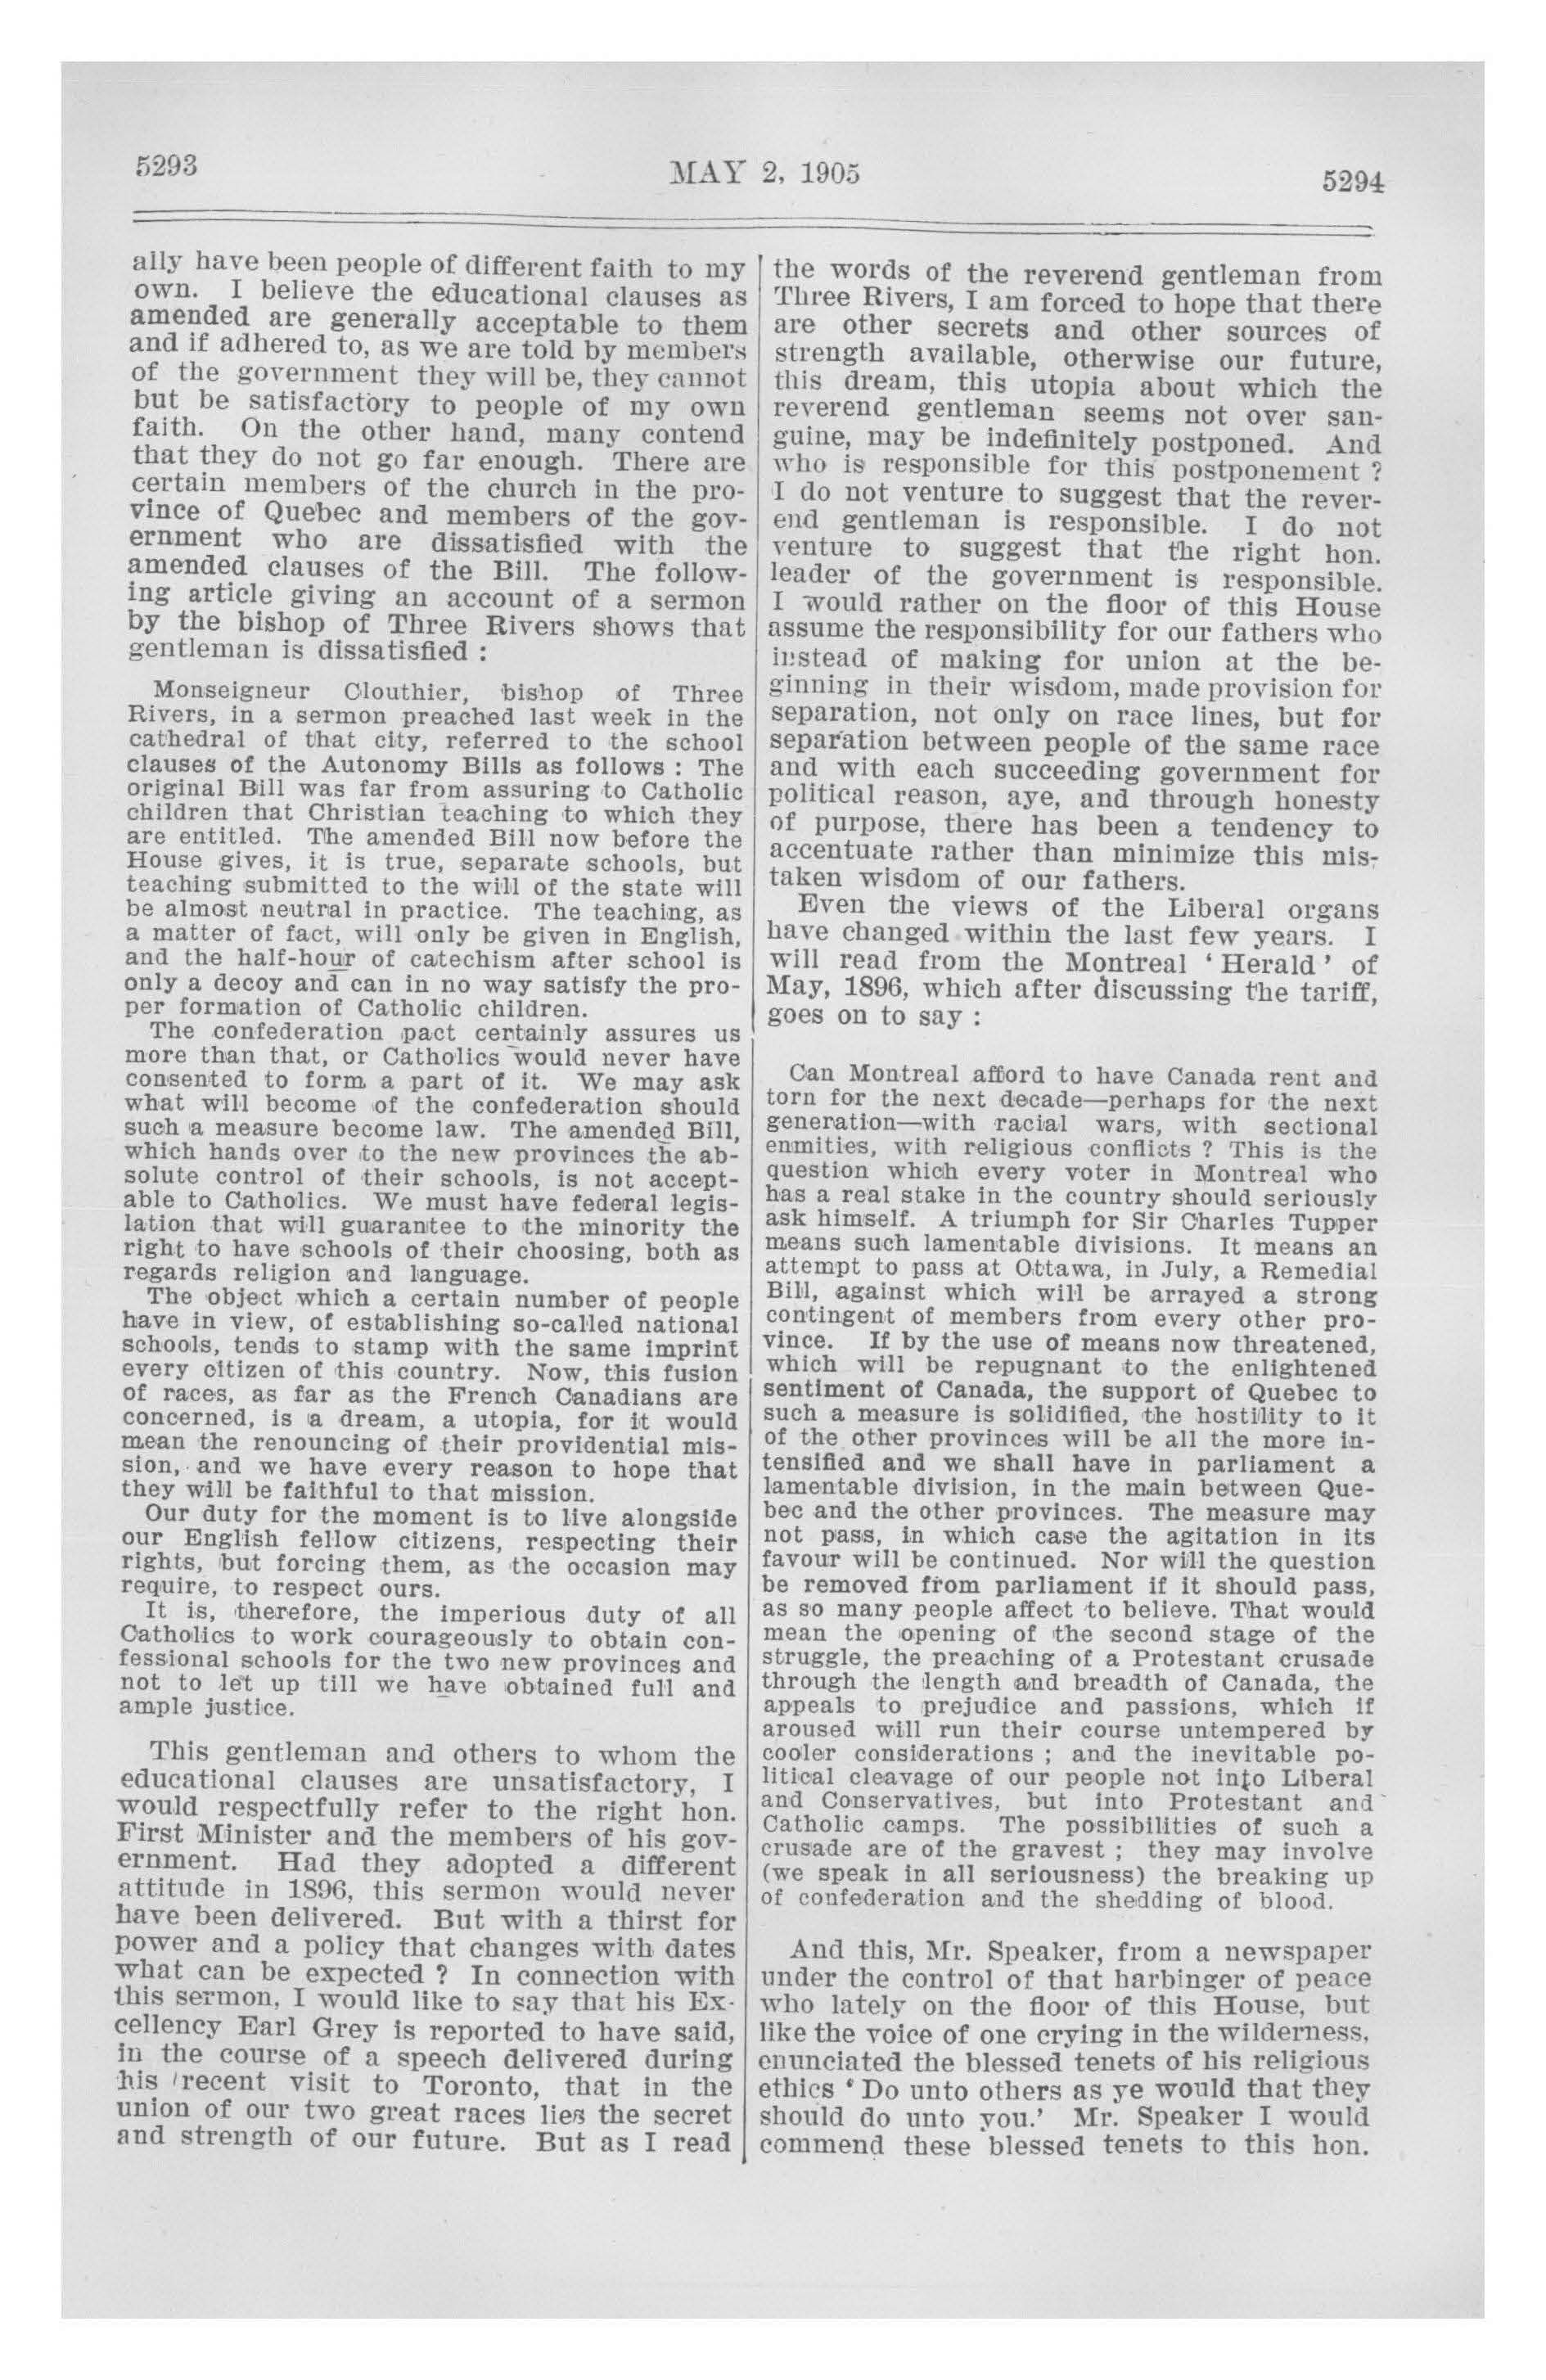 5293
MAY 2, 1905
5294
ally have been people of different faith to my
own. I believe the educational clauses as
amended are generally acceptable to them
and if adhered to, as we are told by members
of the government they will be, they cannot
but be satisfactory to people of my own
faith. On the other hand, many contend
that they do not go far enough. There are
certain members of the church in the pro-
vince of Quebec and members of the gov-
ernment who are dissatisfied with the
amended clauses of the Bill. The follow-
ing article giving an account of a sermon
by the bishop of Three Rivers shows that
gentleman is dissatisfied :
Monseigneur Clouthier, bishop of Three
Rivers, in a sermon preached last week in the
cathedral of that city, referred to the school
clauses of the Autonomy Bills as follows : The
original Bill was far from assuring to Catholic
children that Christian teaching to which they
are entitled. The amended Bill now before the
House gives, it is true, separate schools, but
teaching submitted to the will of the state will
be almost neutral in practice. The teaching, as
a matter of fact, will only be given in English,
and the half-hour of catechism after school is
only a decoy and can in no way satisfy the pro-
per formation of Catholic children.
The confederation pact certainly assures us
more than that, or Catholics would never have
consented to form a part of it. We may ask
what will become of the confederation should
such a measure become law. The amended Bill,
which hands over to the new provinces the ab-
solute control of their schools, is not accept-
able to Catholics. We must have federal legis-
lation that will guarantee to the minority the
right to have schools of their choosing, both as
regards religion and language.
The object which a certain number of people
have in view, of establishing so-called national
schools, tends to stamp with the same imprint
every citizen of this country. Now, this fusion
of races, as far as the French Canadians are
concerned, is a dream, a utopia, for it would
mean the renouncing of their providential mis-
sion, and we have every reason to hope that
they will be faithful to that mission.
Our duty for the moment is to live alongside
our English fellow citizens, respecting their
rights, but forcing them, as the occasion may
require, to respect ours.
It is, therefore, the imperious duty of all
Catholics to work courageously to obtain con-
fessional schools for the two new provinces and
not to let up till we have obtained full and
ample justice.
This gentleman and others to whom the
educational clauses are unsatisfactory, I
would respectfully refer to the right hon.
First Minister and the members of his gov-
ernment. Had they adopted a different
attitude in 1896, this sermon would never
have been delivered. But with a thirst for
power and a policy that changes with dates
what can be expected ? In connection with
this sermon, I would like to say that his Ex-
cellency Earl Grey is reported to have said,
in the course of a speech delivered during
his recent visit to Toronto, that in the
union of our two great races lies the secret
and strength of our future. But as I read
the words of the reverend gentleman from
Three Rivers, I am forced to hope that there
are other secrets and other sources of
strength available, otherwise our future,
this dream, this utopia about which the
reverend gentleman seems not over san-
guine, may be indefinitely postponed. And
who is responsible for this postponement ?
I do not venture to suggest that the rever-
end gentleman is responsible. I do not
venture to suggest that the right hon.
leader of the government is responsible.
I would rather on the floor of this House
assume the responsibility for our fathers who
instead of making for union at the be-
ginning in their wisdom, made provision for
separation, not only on race lines, but for
separation between people of the same race
and with each succeeding government for
political reason, aye, and through honesty
of purpose, there has been a tendency to
accentuate rather than minimize this mis-
taken wisdom of our fathers.
Even the views of the Liberal organs
have changed within the last few years. I
will read from the Montreal ‘ Herald ’ of
May, 1896, which after discussing the tariff,
goes on to say :
Can Montreal afford to have Canada rent and
torn for the next decade—perhaps for the next
generation—with racial wars, with sectional
enmities, with religious conflicts ? This is the
question which every voter in Montreal who
has a real stake in the country should seriously
ask himself. A triumph for Sir Charles Tupper
means such lamentable divisions. It means an
attempt to pass at Ottawa, in July, a Remedial
Bill, against which will be arrayed a strong
contingent of members from every other pro-
vince. If by the use of means now threatened,
which will be repugnant to the enlightened
sentiment of Canada, the support of Quebec to
such a measure is solidified, the hostility to it
of the other provinces will be all the more in-
tensified and we shall have in parliament a
lamentable division, in the main between Que-
bec and the other provinces. The measure may
not pass, in which case the agitation in its
favour will be continued. Nor will the question
be removed from parliament if it should pass,
as so many people affect to believe. That would
mean the opening of the second stage of the
struggle, the preaching of a Protestant crusade
through the length and breadth of Canada, the
appeals to prejudice and passions, which if
aroused will run their course untempered by
cooler considerations ; and the inevitable po-
litical cleavage of our people not into Liberal
and Conservatives, but into Protestant and
Catholic camps. The possibilities of such a
crusade are of the gravest ; they may involve
(we speak in all seriousness) the breaking up
of confederation and the shedding of blood.
And this, Mr. Speaker, from a newspaper
under the control of that harbinger of peace
who lately on the floor of this House, but
like the voice of one crying in the wilderness,
enunciated the blessed tenets of his religious
ethics ‘ Do unto others as ye would that they
should do unto you.’ Mr. Speaker I would
commend these blessed tenets to this hon.